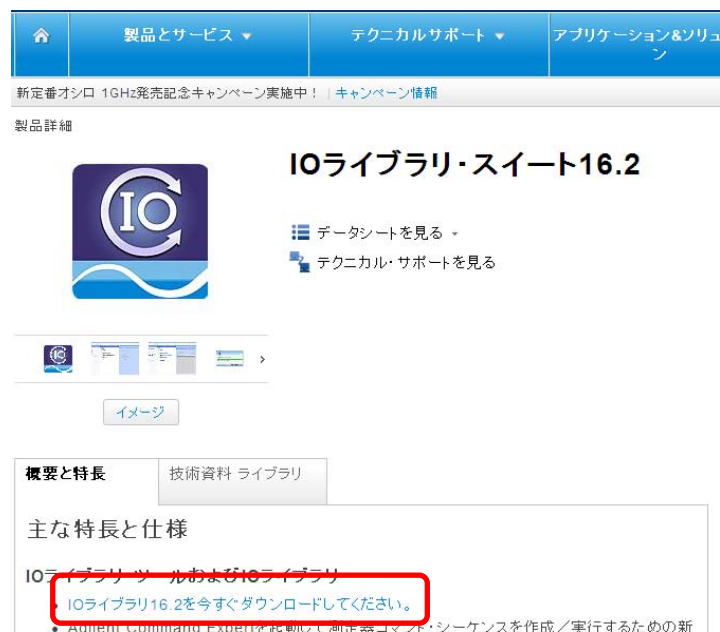 製品とサービス
テクニカルサポート
アプリケーション&ソリュ
ン
新定番オシロ 1GHz発売記念キャンペーン実施中! | キャンペーン情報
製品詳細
IO
IOライブラリ・スイート16.2
データシートを見る
テクニカル・サポートを見る
IO
イメージ
概要と特長
技術資料 ライブラリ
主な特長と仕様
IOライブラリ・ツールおよびIOライブラリ
IOライブラリ16.2を今すぐダウンロードしてください。
Agilent Command Expertを起動して測定器コマンド・シーケンスを作成/実行するための新